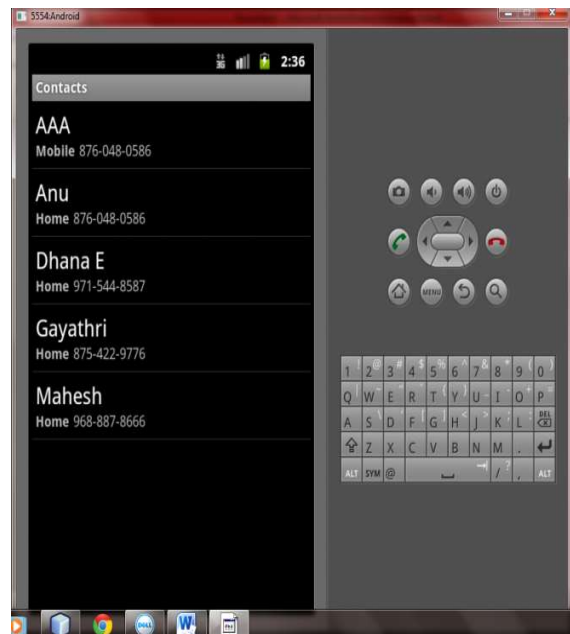 5554:Android
3G 2:36
Contacts
AAA
Mobile 876-048-0586
Anu
Home 876-048-0586
Dhana E
Home 971-544-8587
Gayathri
Home 875-422-9776
Mahesh
Home 968-887-8666
MENU
1 ! 2 @ 3 # 4 $ 5 % 6 ^ 7 & 8 * 9 ( 0 )
Q W E R T Y U I O P
A S D F G H J K L DEL
Z X C V B N M .
ALT SYM @ / ? , ALT
DELL
W